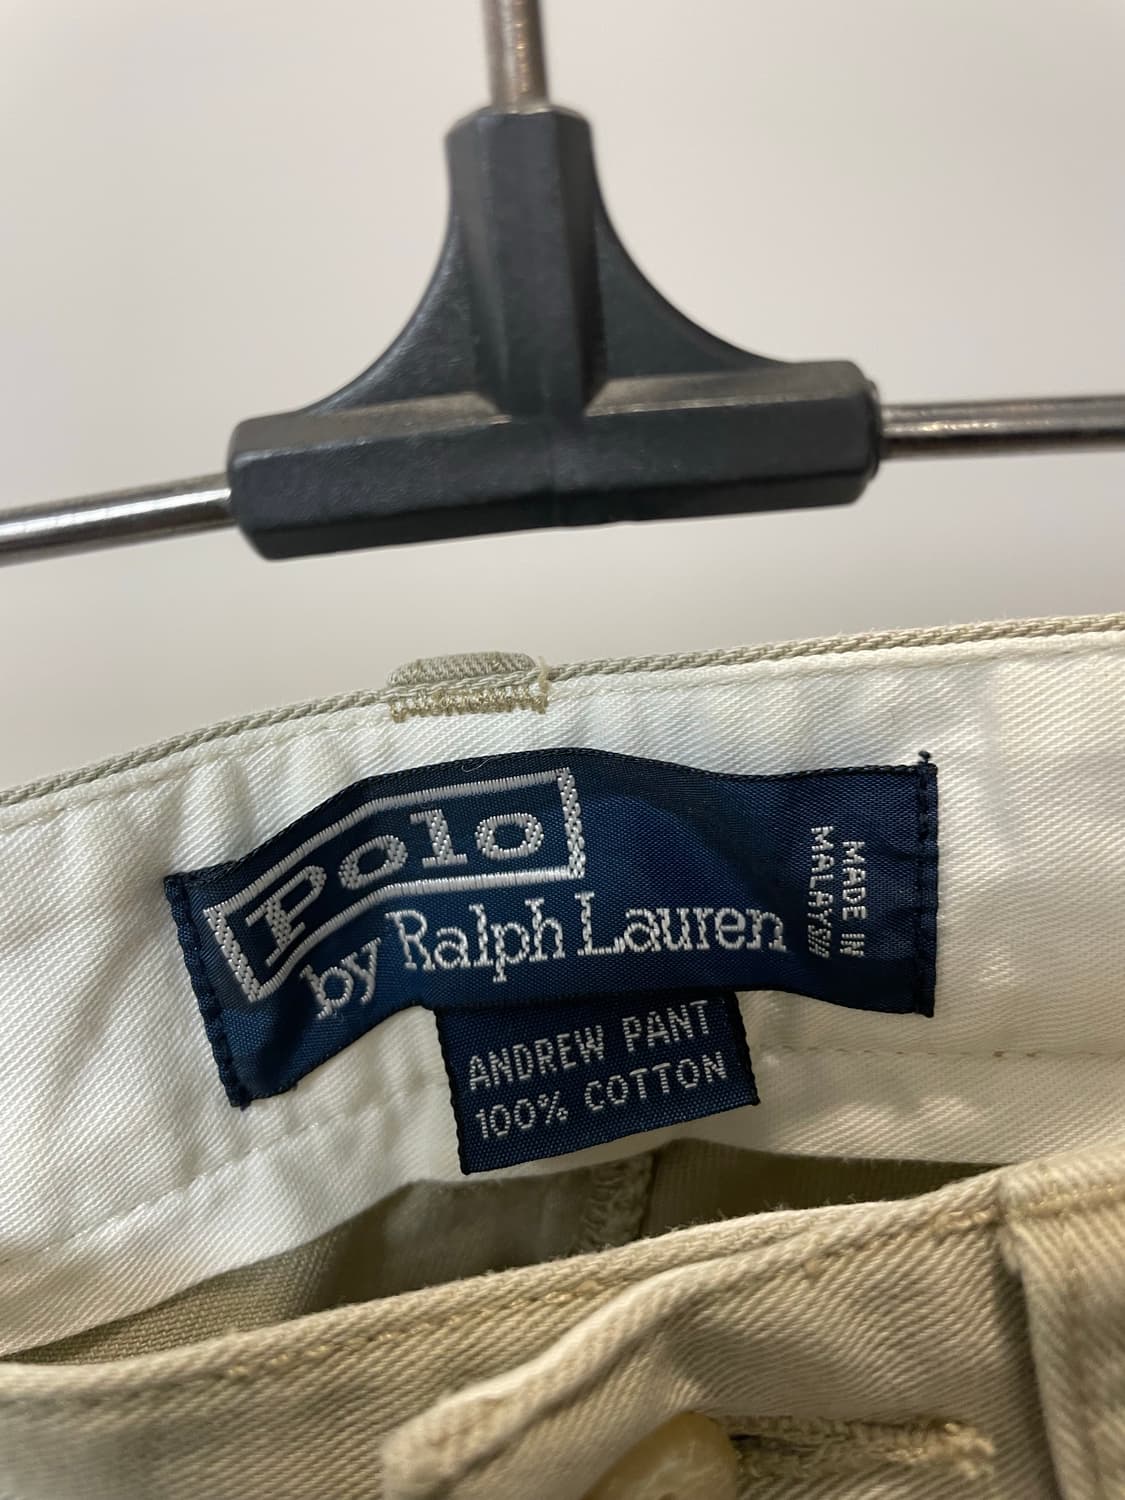 Polo
by Ralph Lauren
MADE IN
MALAYSIA
ANDREW PANT
100% COTTON